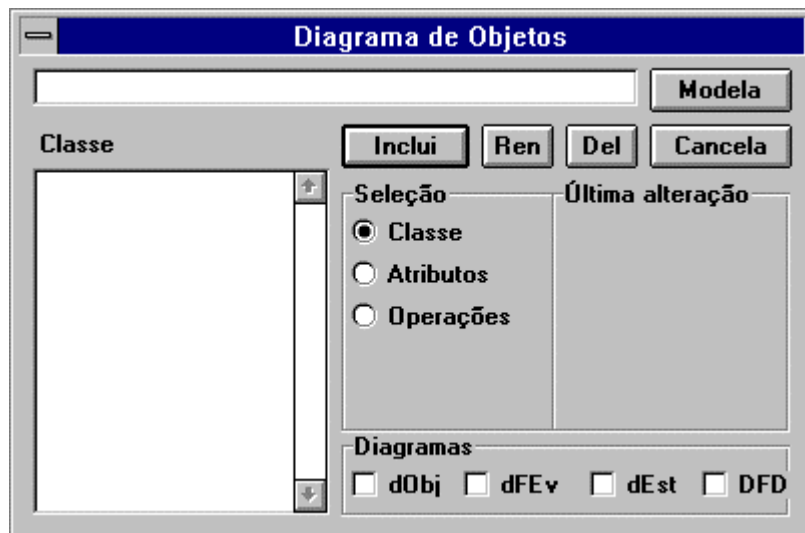 Diagrama de Objetos
Modela
Classe
Inclui Ren Del Cancela
Seleção Última alteração
Classe
Atributos
Operações
Diagramas
dObj dFEv dEst DFD